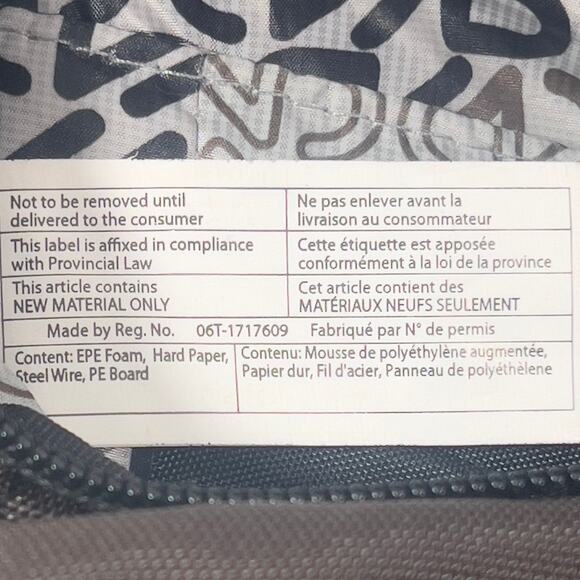 Not to be removed until
delivered to the consumer
Ne pas enlever avant la
livraison au consommateur
This label is affixed in compliance
with Provincial Law
Cette étiquette est apposée
conformément à la loi de la province
This article contains
NEW MATERIAL ONLY
Cet article contient des
MATÉRIAUX NEUFS SEULEMENT
Made by Reg. No. 06T-1717609 Fabriqué par N° de permis
Content: EPE Foam, Hard Paper,
Steel Wire, PE Board
Contenu: Mousse de polyéthylène augmentée,
Papier dur, Fil d'acier, Panneau de polyéthèlene